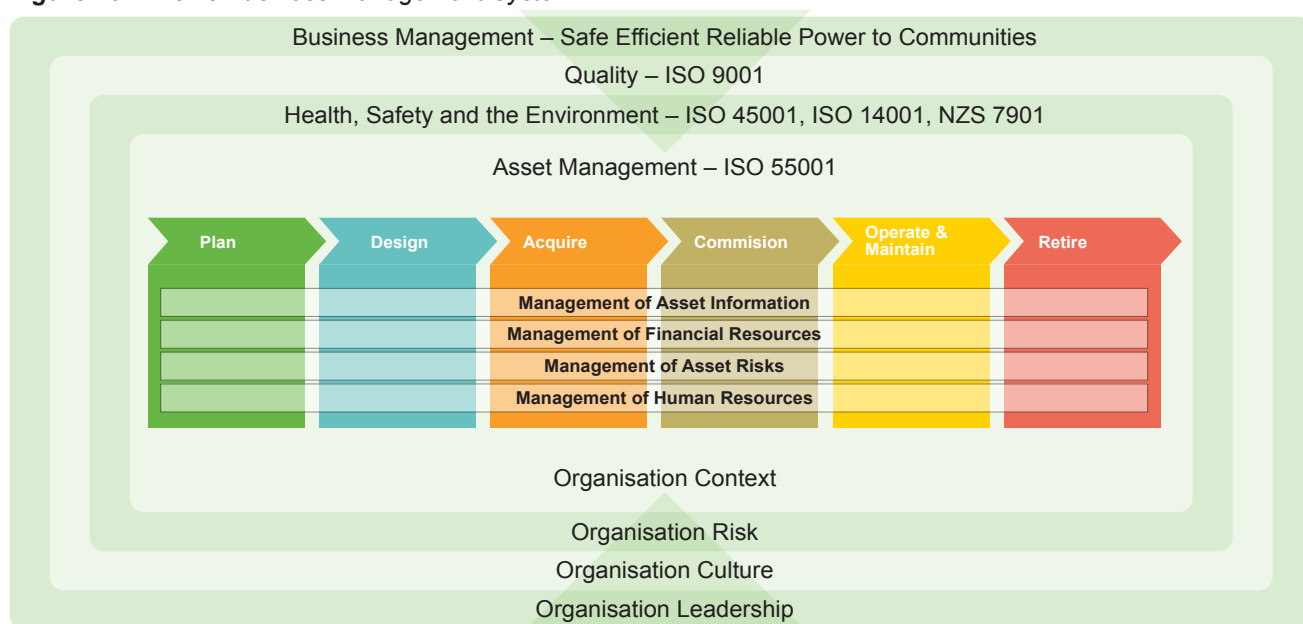 Business Management – Safe Efficient Reliable Power to Communities
Quality – ISO 9001
Health, Safety and the Environment – ISO 45001, ISO 14001, NZS 7901
Asset Management – ISO 55001
Plan
Design
Acquire
Commision
Operate &
Maintain
Retire
Management of Asset Information
Management of Financial Resources
Management of Asset Risks
Management of Human Resources
Organisation Context
Organisation Risk
Organisation Culture
Organisation Leadership